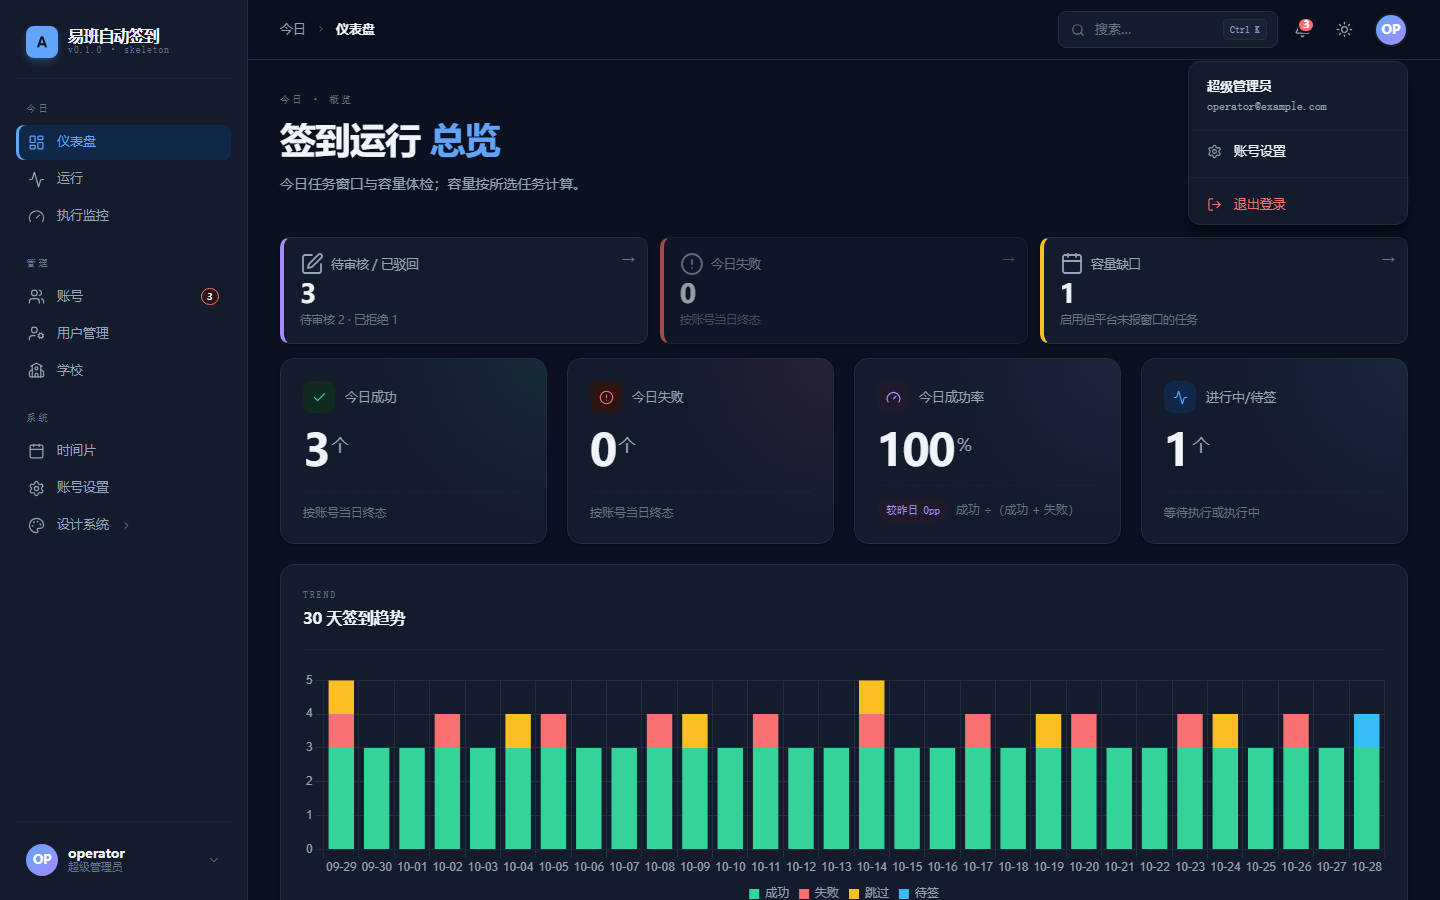 A
易班自动签到
v0.1.0 • skeleton
今日
仪表盘
运行
执行监控
管理
账号
3
用户管理
学校
系统
时间片
账号设置
设计系统
OP
operator
超级管理员
今日 › 仪表盘
搜索...
Ctrl K
3
OP
超级管理员
operator@example.com
账号设置
退出登录
今日 · 概览
签到运行 总览
今日任务窗口与容量体检；容量按所选任务计算。
待审核 / 已驳回
→
3
待审核 2 · 已拒绝 1
今日失败
→
0
按账号当日终态
容量缺口
→
1
启用但平台未报窗口的任务
今日成功
3个
按账号当日终态
今日失败
0个
按账号当日终态
今日成功率
100%
较昨日 0pp
成功 ÷（成功 + 失败）
进行中/待签
1个
等待执行或执行中
TREND
30 天签到趋势
5
4
3
2
1
0
09-29 09-30 10-01 10-02 10-03 10-04 10-05 10-06 10-07 10-08 10-09 10-10 10-11 10-12 10-13 10-14 10-15 10-16 10-17 10-18 10-19 10-20 10-21 10-22 10-23 10-24 10-25 10-26 10-27 10-28
成功 失败 跳过 待签